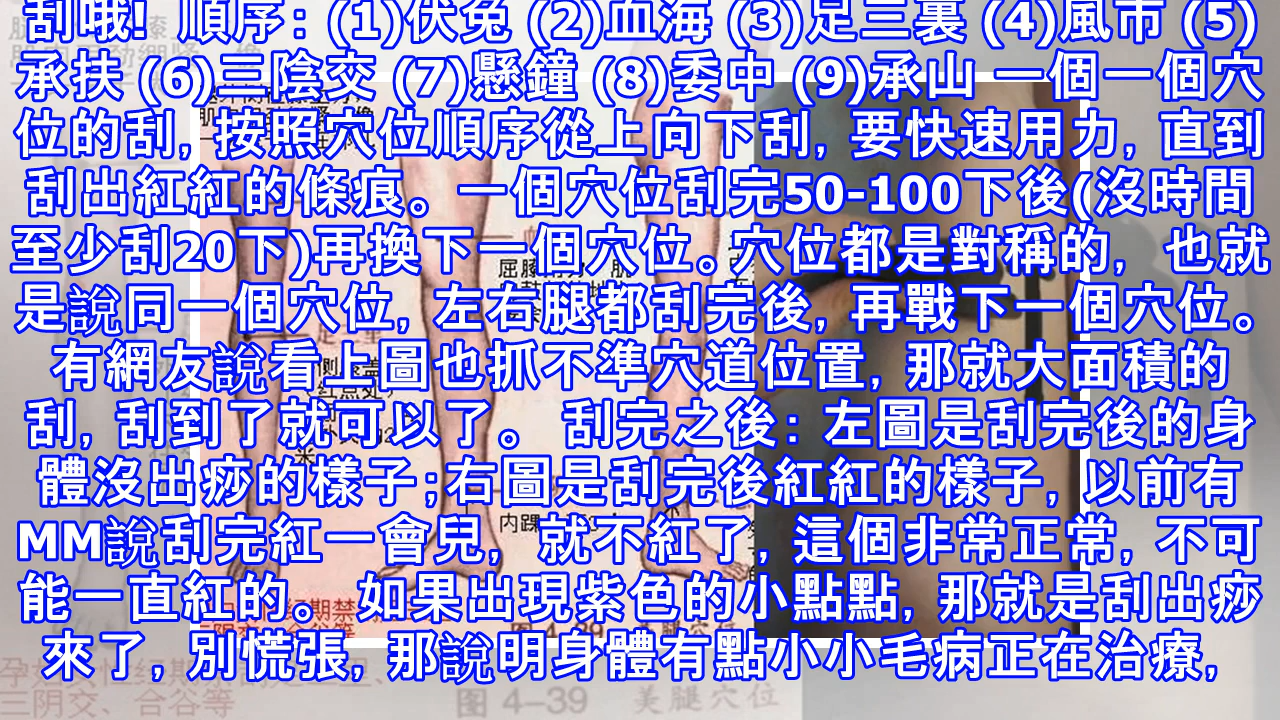 刮哦! 順序: (1)伏兔 (2)血海 (3)足三裏 (4)風市 (5)
承扶 (6)三陰交 (7)懸鐘 (8)委中 (9)承山 一個一個穴
位的刮, 按照穴位順序從上向下刮, 要快速用力, 直到
刮出紅紅的條痕。 一個穴位刮完50-100下後(沒時間
至少刮20下)再換下一個穴位。穴位都是對稱的, 也就
是說同一個穴位, 左右腿都刮完後, 再戰下一個穴位。
有網友說看上圖也抓不準穴道位置, 那就大面積的
刮, 刮到了就可以了。 刮完之後: 左圖是刮完後的身
體沒出痧的樣子;右圖是刮完後紅紅的樣子, 以前有
MM說刮完紅一會兒, 就不紅了, 這個非常正常, 不可
能一直紅的。 如果出現紫色的小點點, 那就是刮出痧
來了, 別慌張, 那說明身體有點小小毛病正在治療,
三阴交、合谷等
图 4-39 美腿穴位